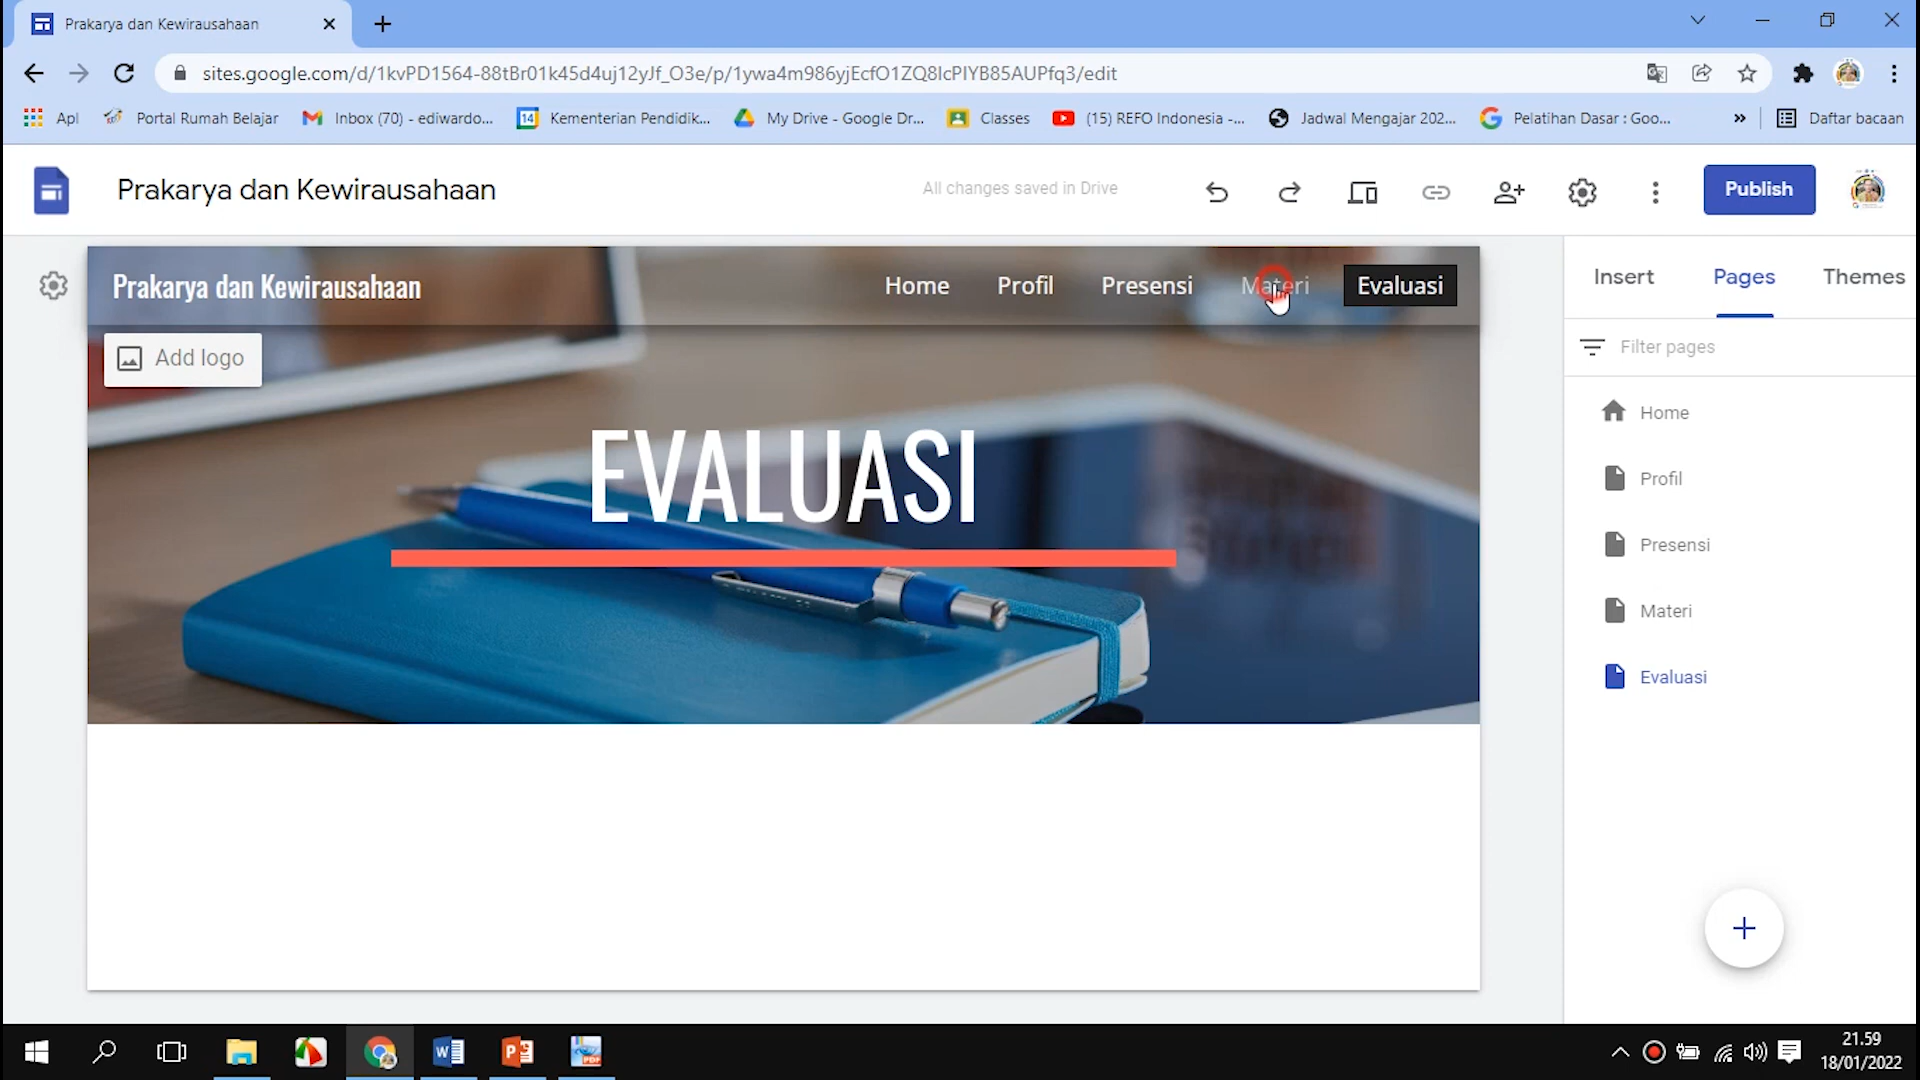 Prakarya dan Kewirausahaan
sites.google.com/d/1kvPD1564-88tBr01k45d4uj12yJf_O3e/p/1ywa4m986yjEcfO1ZQ8IcPIYB85AUPfq3/edit
Apl
Portal Rumah Belajar
Inbox (70) - ediwardo...
14
Kementerian Pendidik...
My Drive - Google Dr...
Classes
(15) REFO Indonesia -...
Jadwal Mengajar 202...
Pelatihan Dasar : Goo...
»
Daftar bacaan
Prakarya dan Kewirausahaan
All changes saved in Drive
Publish
Prakarya dan Kewirausahaan
Home
Profil
Presensi
Materi
Evaluasi
Add logo
EVALUASI
Insert
Pages
Themes
Filter pages
Home
Profil
Presensi
Materi
Evaluasi
21.59
18/01/2022